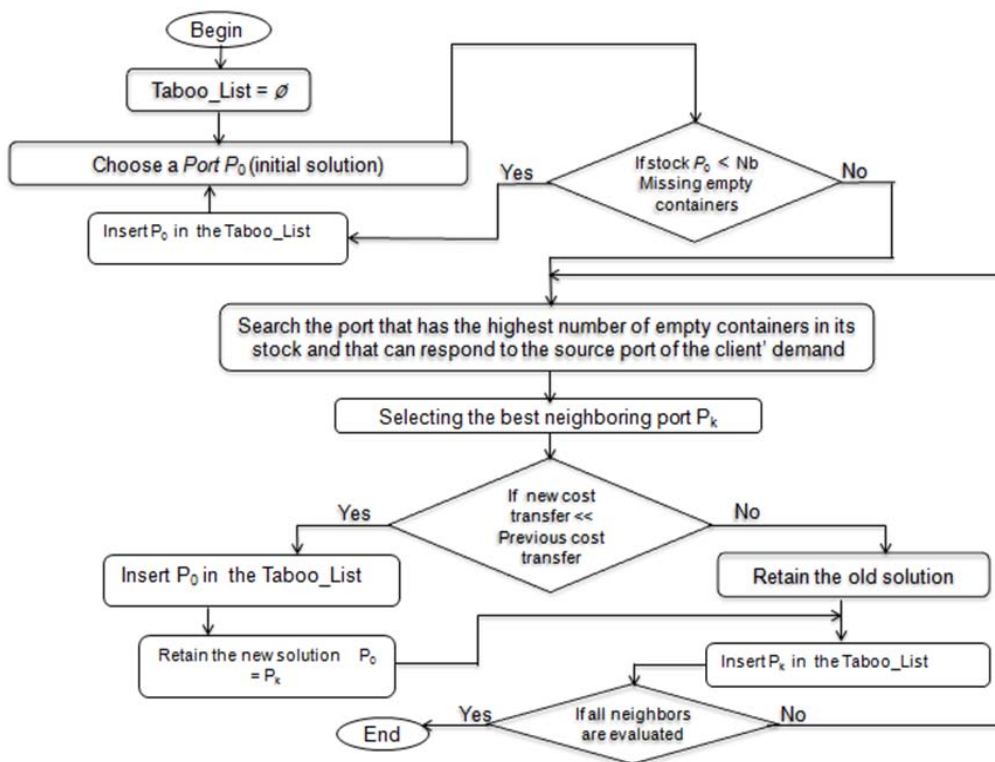 Begin
Taboo_List = ∅
Choose a Port P₀ (initial solution)
If stock P₀ < Nb
Missing empty
containers
Yes
No
Insert P₀ in the Taboo_List
Search the port that has the highest number of empty containers in its
stock and that can respond to the source port of the client' demand
Selecting the best neighboring port Pₖ
If new cost
transfer <<
Previous cost
transfer
Yes
No
Insert P₀ in the Taboo_List
Retain the old solution
Retain the new solution P₀
= Pₖ
Insert Pₖ in the Taboo_List
If all neighbors
are evaluated
Yes
No
End